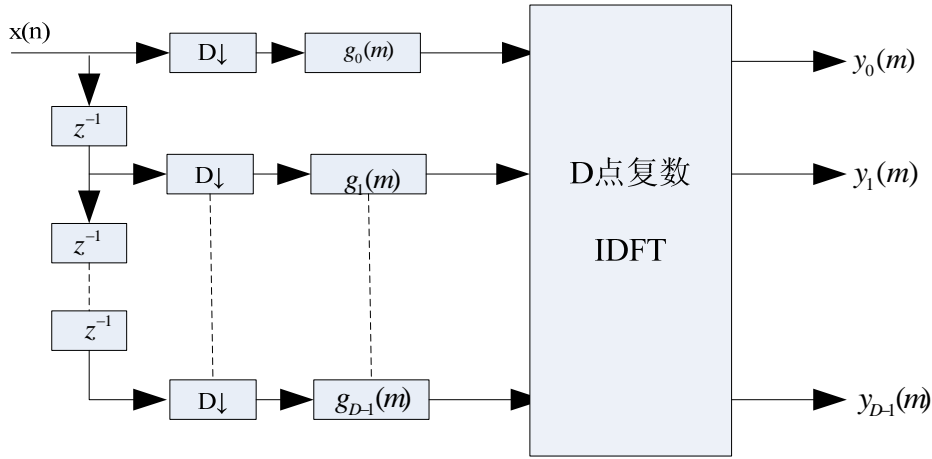 x(n)
D↓
g₀(m)
y₀(m)
z⁻¹
D↓
g₁(m)
D点复数
y₁(m)
z⁻¹
IDFT
z⁻¹
D↓
g_{D-1}(m)
y_{D-1}(m)